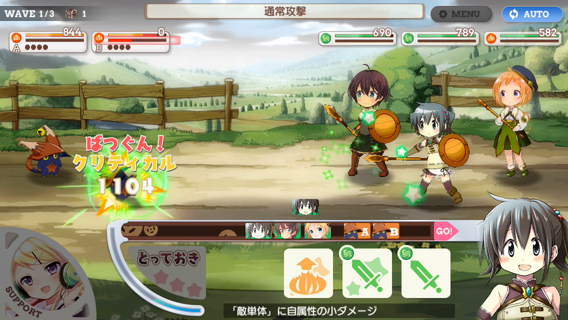 WAVE 1/3 1
通常攻撃
MENU
AUTO
844
A
0
B
690
789
582
ばつぐん!
クリティカル
1104
A
B
GO!
とっておき
SUPPORT
「敵単体」に自属性の小ダメージ